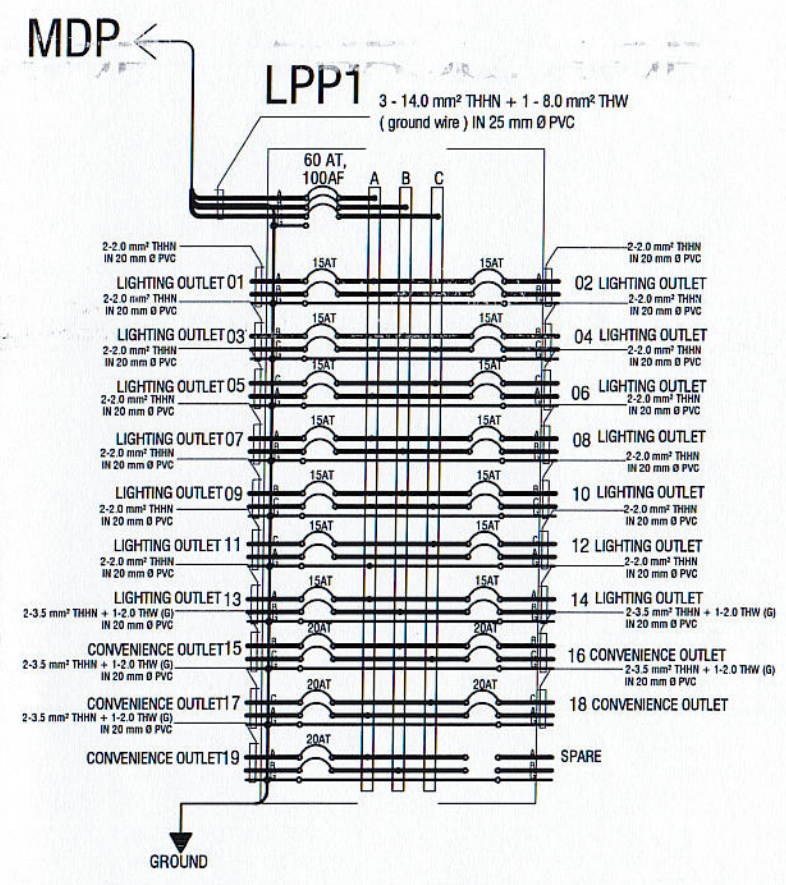 MDP
LPP1
3 - 14.0 mm² THHN + 1 - 8.0 mm² THW
( ground wire ) IN 25 mm Ø PVC
60 AT,
100AF
A B C
2-2.0 mm² THHN
IN 20 mm Ø PVC
15AT 15AT
2-2.0 mm² THHN
IN 20 mm Ø PVC
LIGHTING OUTLET 01
02 LIGHTING OUTLET
2-2.0 mm² THHN
IN 20 mm Ø PVC
15AT 15AT
2-2.0 mm² THHN
IN 20 mm Ø PVC
LIGHTING OUTLET 03
04 LIGHTING OUTLET
2-2.0 mm² THHN
IN 20 mm Ø PVC
15AT 15AT
2-2.0 mm² THHN
IN 20 mm Ø PVC
LIGHTING OUTLET 05
06 LIGHTING OUTLET
2-2.0 mm² THHN
IN 20 mm Ø PVC
15AT 15AT
2-2.0 mm² THHN
IN 20 mm Ø PVC
LIGHTING OUTLET 07
08 LIGHTING OUTLET
2-2.0 mm² THHN
IN 20 mm Ø PVC
15AT 15AT
2-2.0 mm² THHN
IN 20 mm Ø PVC
LIGHTING OUTLET 09
10 LIGHTING OUTLET
2-2.0 mm² THHN
IN 20 mm Ø PVC
15AT 15AT
2-2.0 mm² THHN
IN 20 mm Ø PVC
LIGHTING OUTLET 11
12 LIGHTING OUTLET
2-2.0 mm² THHN
IN 20 mm Ø PVC
15AT 15AT
2-2.0 mm² THHN
IN 20 mm Ø PVC
LIGHTING OUTLET 13
14 LIGHTING OUTLET
2-3.5 mm² THHN + 1-2.0 THW (G)
IN 20 mm Ø PVC
20AT 20AT
2-3.5 mm² THHN + 1-2.0 THW (G)
IN 20 mm Ø PVC
CONVENIENCE OUTLET 15
16 CONVENIENCE OUTLET
2-3.5 mm² THHN + 1-2.0 THW (G)
IN 20 mm Ø PVC
20AT 20AT
2-3.5 mm² THHN + 1-2.0 THW (G)
IN 20 mm Ø PVC
CONVENIENCE OUTLET 17
18 CONVENIENCE OUTLET
2-3.5 mm² THHN + 1-2.0 THW (G)
IN 20 mm Ø PVC
20AT
CONVENIENCE OUTLET 19
SPARE
GROUND